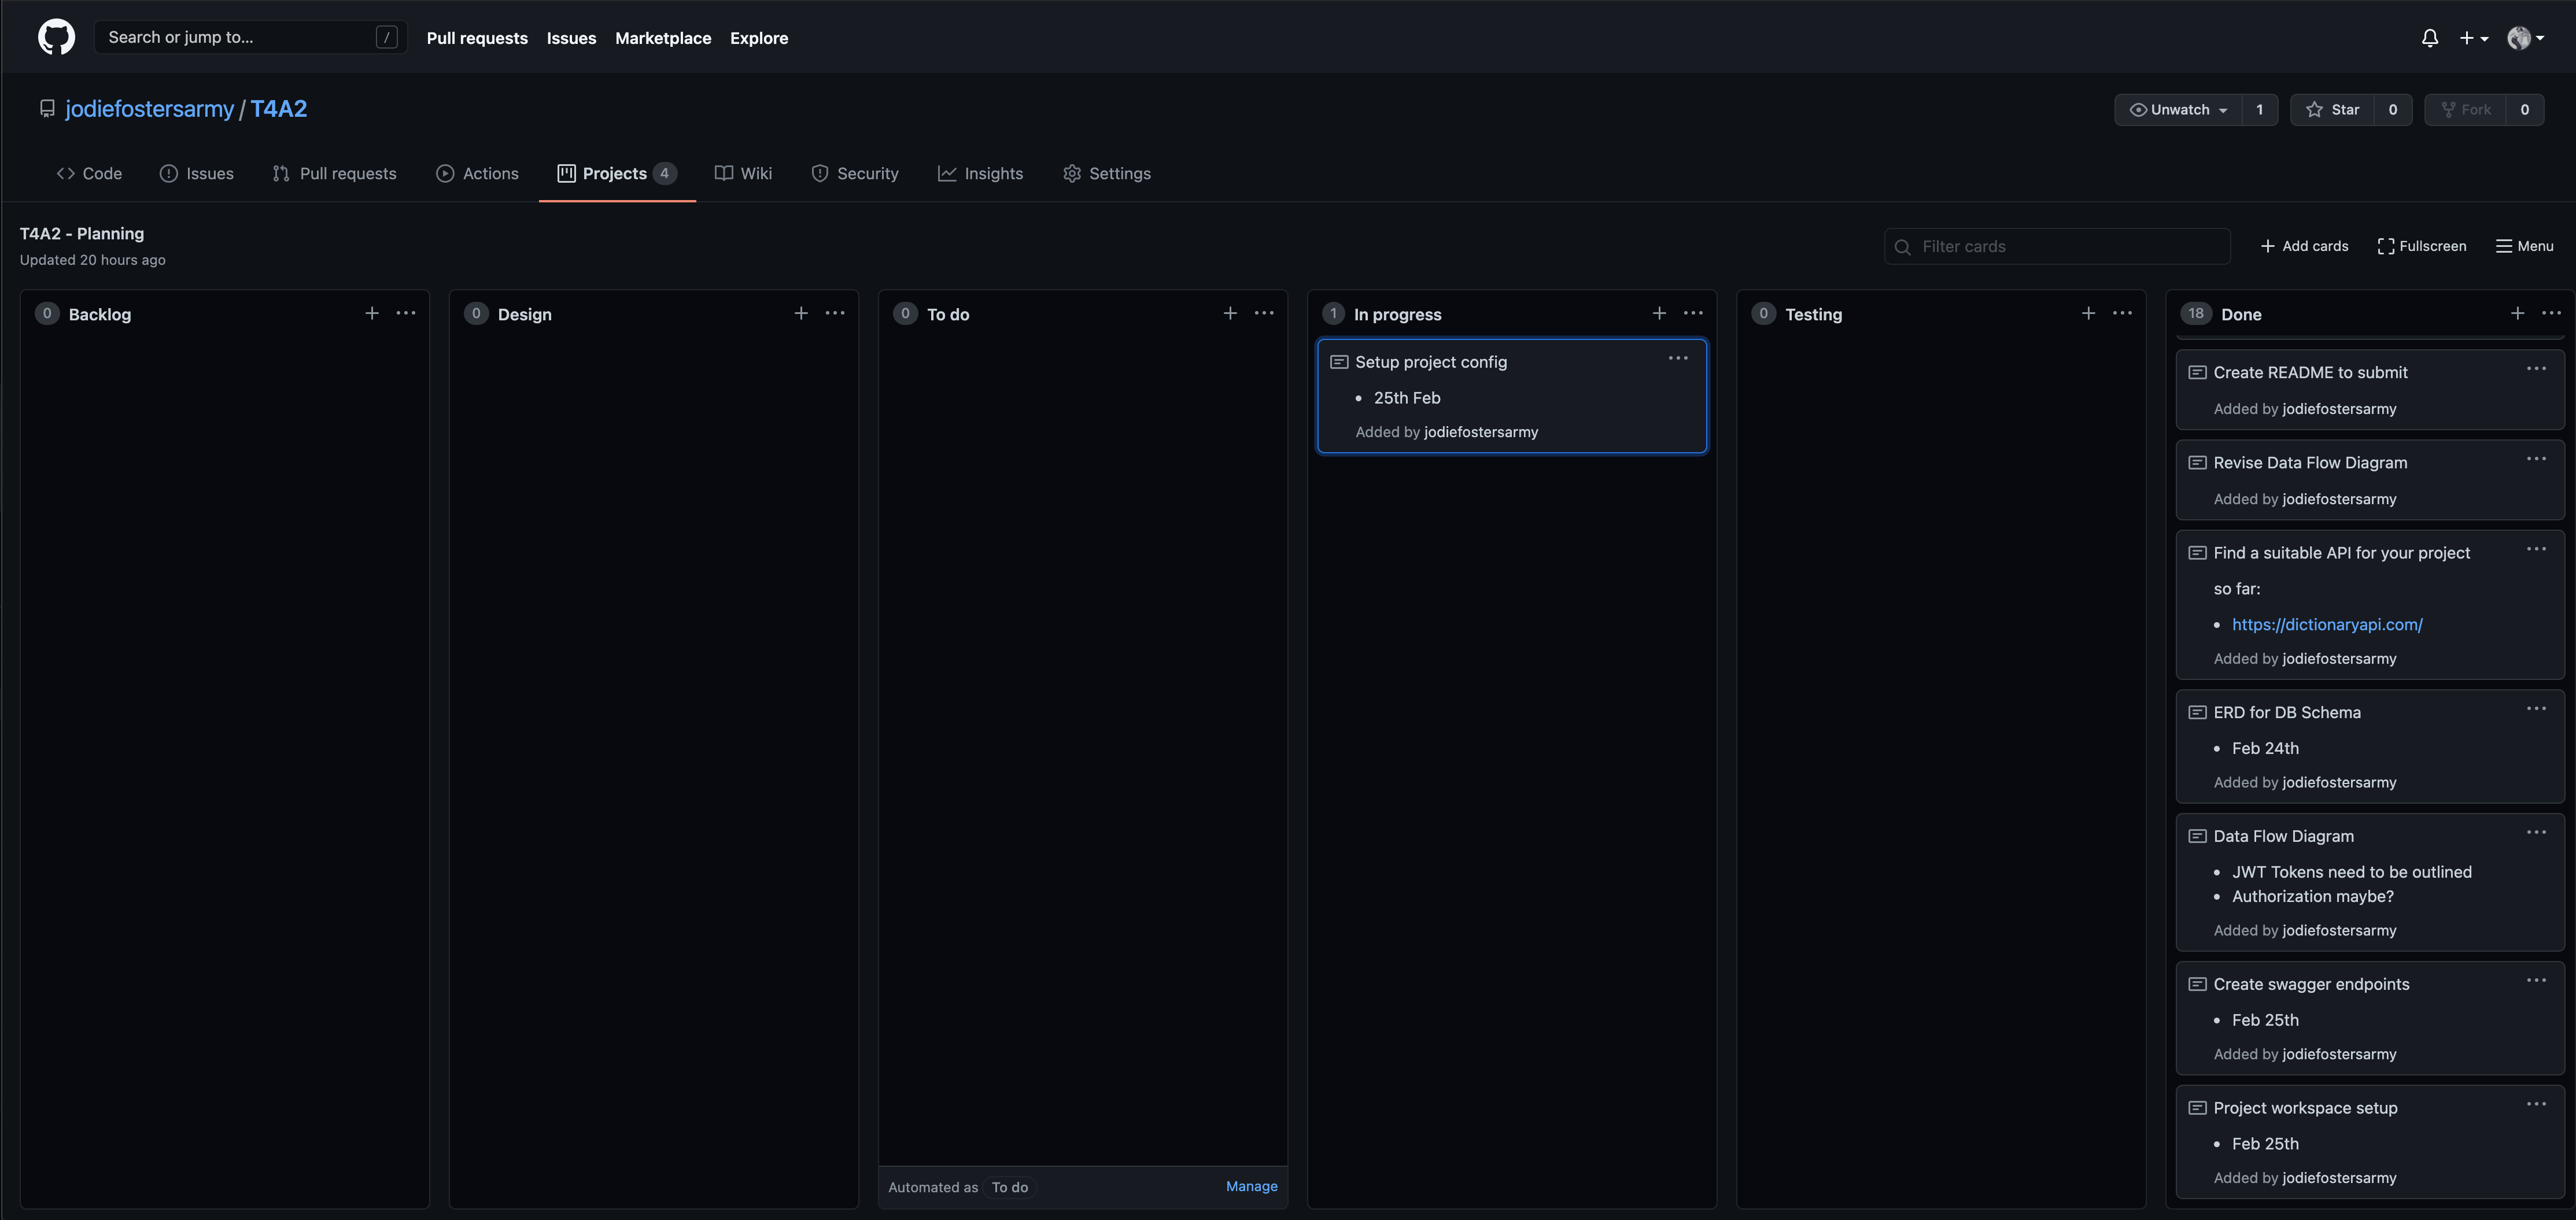 Search or jump to... /
Pull requests
Issues
Marketplace
Explore
jodiefostersarmy / T4A2
Unwatch 1
Star 0
Fork 0
Code
Issues
Pull requests
Actions
Projects 4
Wiki
Security
Insights
Settings
T4A2 - Planning
Updated 20 hours ago
Filter cards
+ Add cards
Fullscreen
Menu
0 Backlog + ...
0 Design + ...
0 To do + ...
Automated as To do
Manage
1 In progress + ...
Setup project config ...
• 25th Feb
Added by jodiefostersarmy
0 Testing + ...
18 Done + ...
Create README to submit ...
Added by jodiefostersarmy
Revise Data Flow Diagram ...
Added by jodiefostersarmy
Find a suitable API for your project ...
so far:
• https://dictionaryapi.com/
Added by jodiefostersarmy
ERD for DB Schema ...
• Feb 24th
Added by jodiefostersarmy
Data Flow Diagram ...
• JWT Tokens need to be outlined
• Authorization maybe?
Added by jodiefostersarmy
Create swagger endpoints ...
• Feb 25th
Added by jodiefostersarmy
Project workspace setup ...
• Feb 25th
Added by jodiefostersarmy